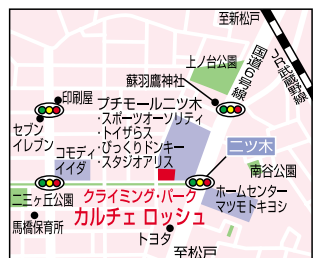 至新松戸
JR武蔵野線
国道6号線
上ノ台公園
蘇羽鷹神社
印刷屋
セブン
イレブン
プチモール二ツ木
・スポーツオーソリティ
・トイザらス
・びっくりドンキー
・スタジオアリス
コモディ
イイダ
二ツ木
南谷公園
ホームセンター
マツモトキヨシ
クライミング・パーク
カルチェ ロッシュ
二三ヶ丘公園
馬橋保育所
トヨタ
至松戸